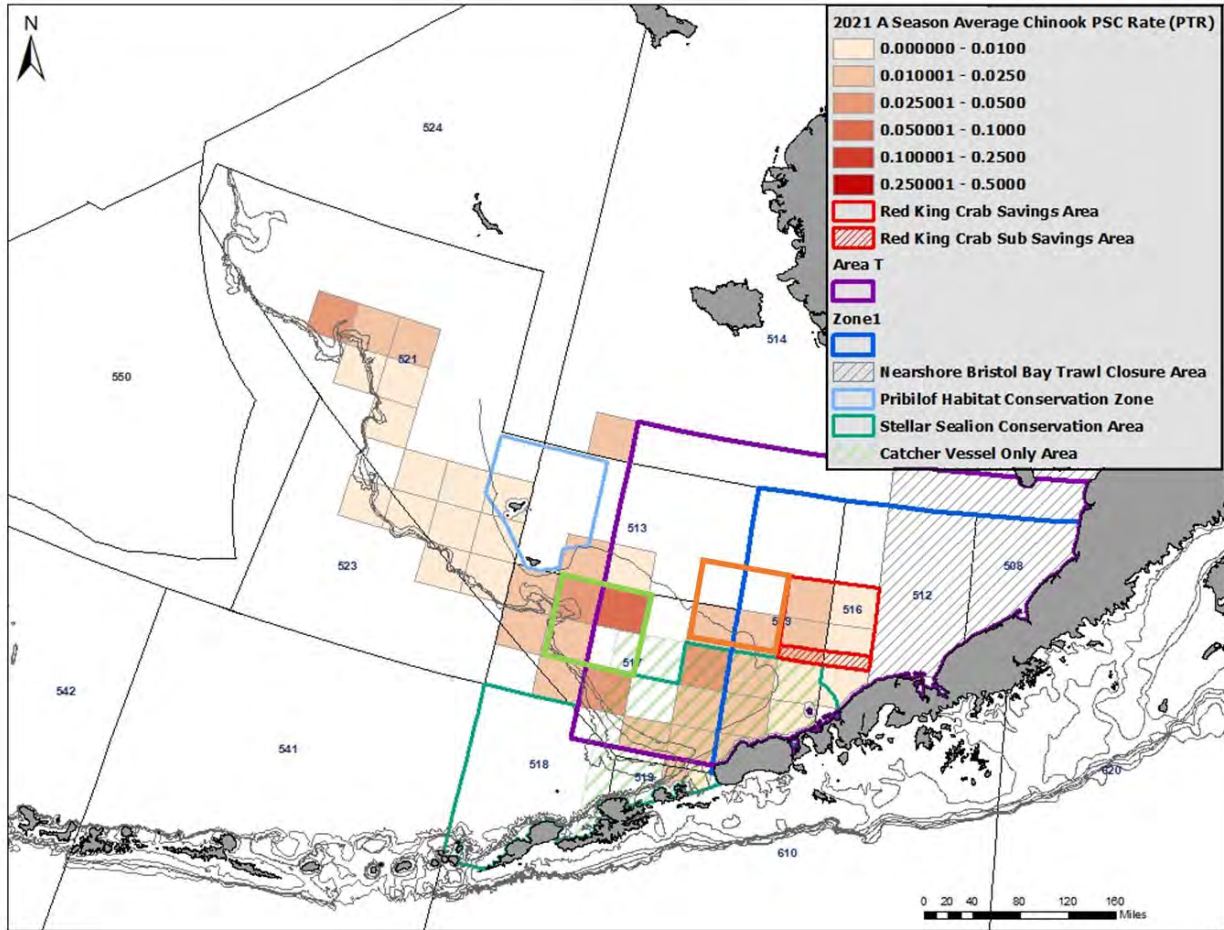 N
2021 A Season Average Chinook PSC Rate (PTR)
0.000000 - 0.0100
0.010001 - 0.0250
0.025001 - 0.0500
0.050001 - 0.1000
0.100001 - 0.2500
0.250001 - 0.5000
Red King Crab Savings Area
Red King Crab Sub Savings Area
Area T
Zone1
Nearshore Bristol Bay Trawl Closure Area
Pribilof Habitat Conservation Zone
Stellar Sealion Conservation Area
Catcher Vessel Only Area
524
514
521
550
513
523
508
512
516
509
517
542
541
518
519
620
610
0 20 40 80 120 160
Miles